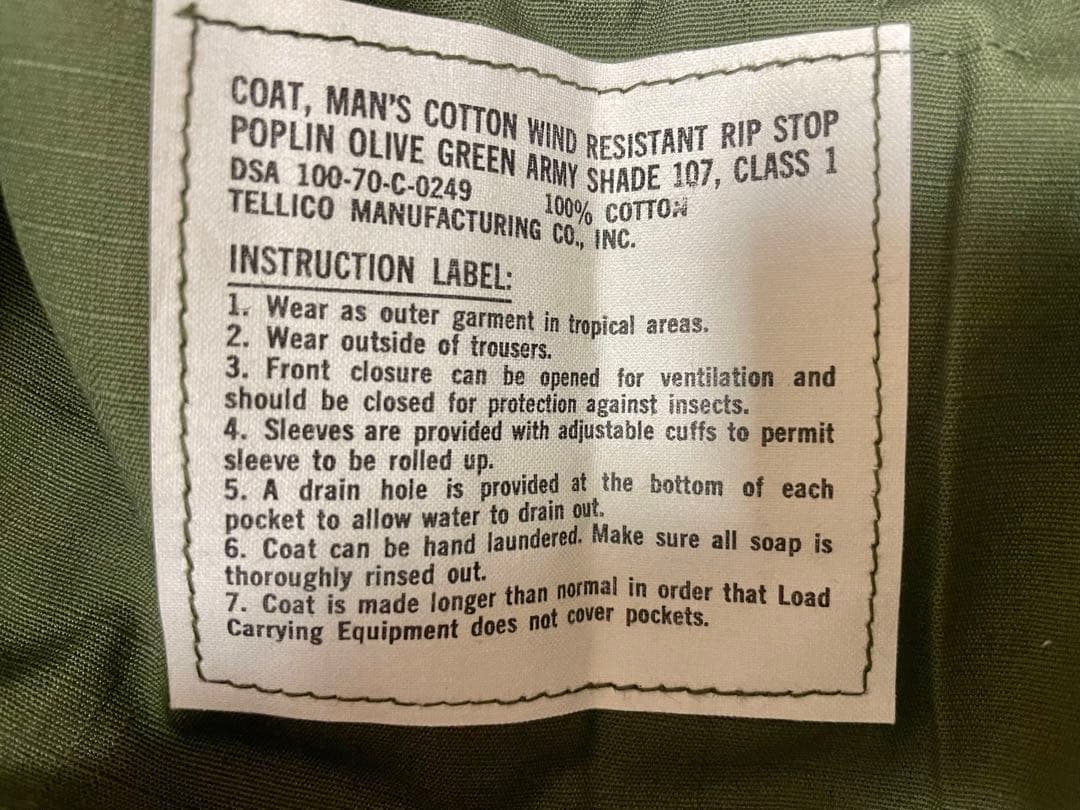 COAT, MAN'S COTTON WIND RESISTANT RIP STOP
POPLIN OLIVE GREEN ARMY SHADE 107, CLASS 1
DSA 100-70-C-0249 100% COTTON
TELLICO MANUFACTURING CO., INC.
INSTRUCTION LABEL:
1. Wear as outer garment in tropical areas.
2. Wear outside of trousers.
3. Front closure can be opened for ventilation and
should be closed for protection against insects.
4. Sleeves are provided with adjustable cuffs to permit
sleeve to be rolled up.
5. A drain hole is provided at the bottom of each
pocket to allow water to drain out.
6. Coat can be hand laundered. Make sure all soap is
thoroughly rinsed out.
7. Coat is made longer than normal in order that Load
Carrying Equipment does not cover pockets.